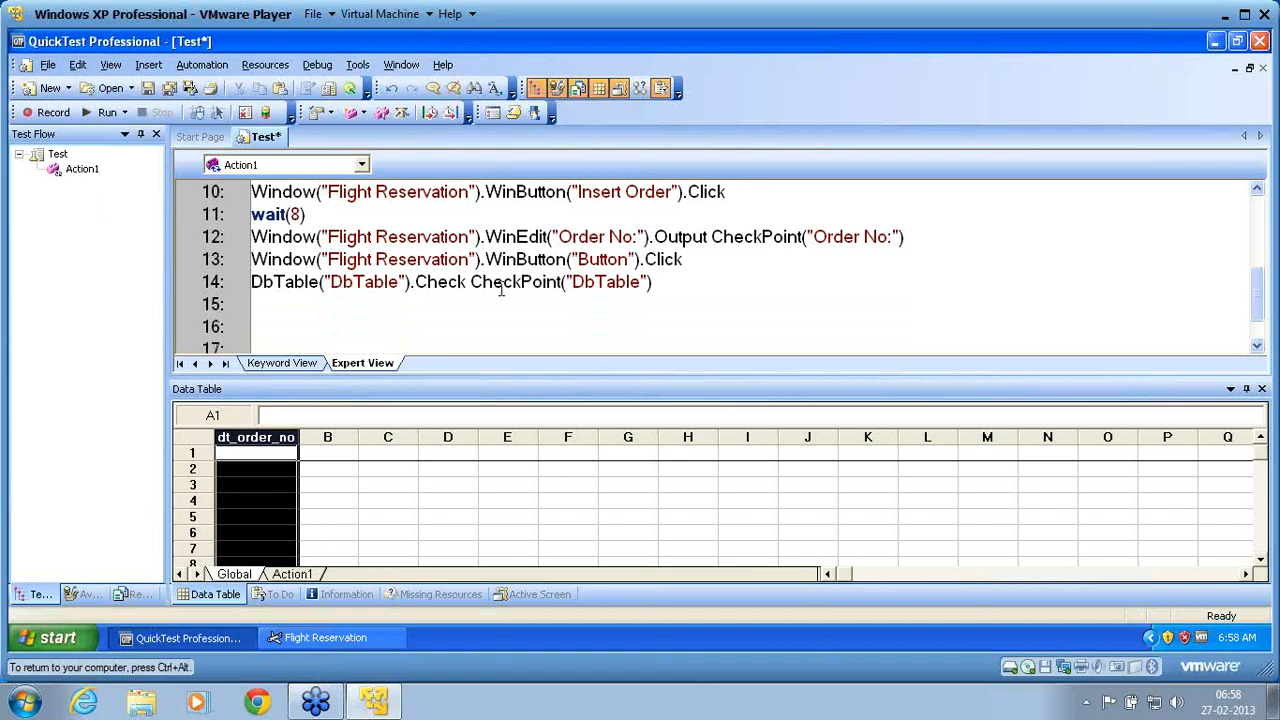 Windows XP Professional - VMware Player File Virtual Machine Help
QuickTest Professional - [Test*]
File Edit View Insert Automation Resources Debug Tools Window Help
New Open
Record Run Stop
Test Flow
Start Page Test*
Test
Action1
Action1
10: Window("Flight Reservation").WinButton("Insert Order").Click
11: wait(8)
12: Window("Flight Reservation").WinEdit("Order No:").Output CheckPoint("Order No:")
13: Window("Flight Reservation").WinButton("Button").Click
14: DbTable("DbTable").Check CheckPoint("DbTable")
15:
16:
17:
Keyword View Expert View
Data Table
A1
dt_order_no B C D E F G H I J K L M N O P Q
1
2
3
4
5
6
7
8
Global Action1
Te... Av... Re... Data Table To Do Information Missing Resources Active Screen
Ready
start QuickTest Profession... Flight Reservation 6:58 AM
To return to your computer, press Ctrl+Alt. vmware
06:58
27-02-2013